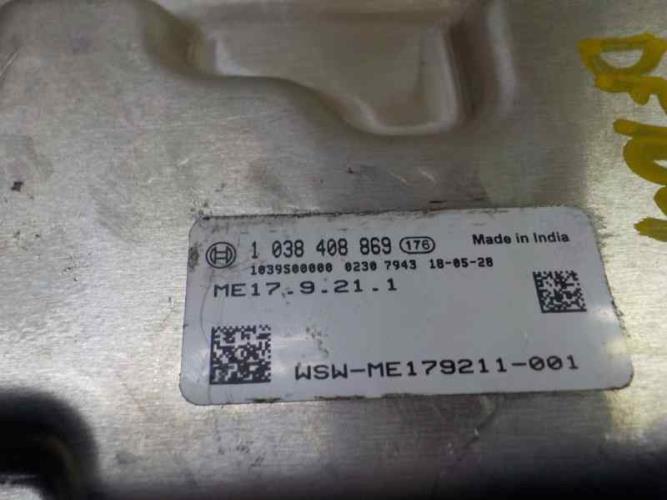 1 038 408 869 176 Made in India
1039S00000 0230 7943 18-05-28
ME17.9.21.1
WSW-ME179211-001